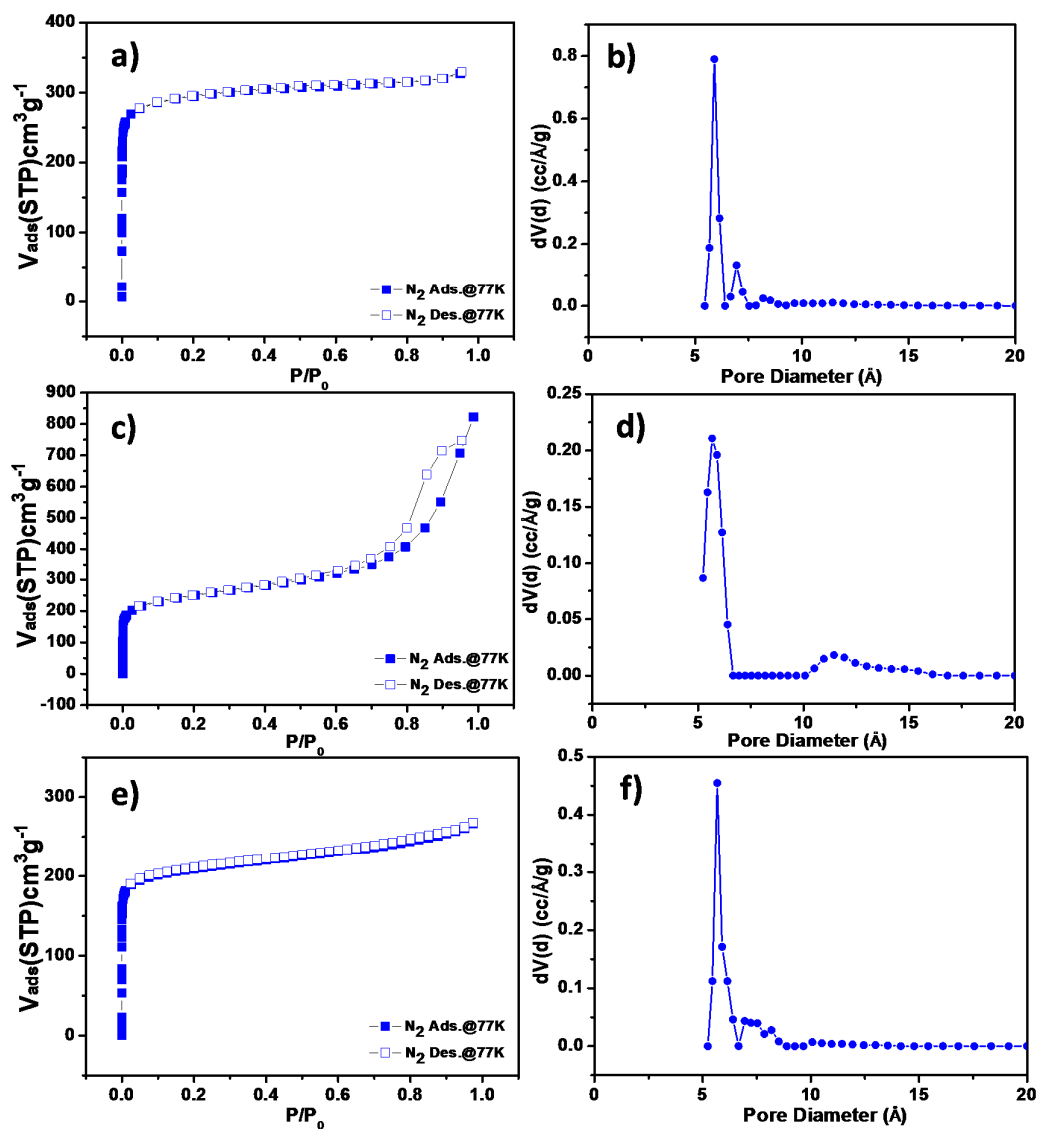 a)
V_ads(STP)cm³g⁻¹
300
200
100
0
N₂ Ads.@77K
N₂ Des.@77K
0.0 0.2 0.4 0.6 0.8 1.0
P/P₀
b)
dV(d) (cc/Å/g)
0.8
0.6
0.4
0.2
0.0
0 5 10 15 20
Pore Diameter (Å)
c)
V_ads(STP)cm³g⁻¹
900
800
700
600
500
400
300
200
100
0
-100
N₂ Ads.@77K
N₂ Des.@77K
0.0 0.2 0.4 0.6 0.8 1.0
P/P₀
d)
dV(d) (cc/Å/g)
0.25
0.20
0.15
0.10
0.05
0.00
0 5 10 15 20
Pore Diameter (Å)
e)
V_ads(STP)cm³g⁻¹
300
200
100
0
N₂ Ads.@77K
N₂ Des.@77K
0.0 0.2 0.4 0.6 0.8 1.0
P/P₀
f)
dV(d) (cc/Å/g)
0.5
0.4
0.3
0.2
0.1
0.0
0 5 10 15 20
Pore Diameter (Å)